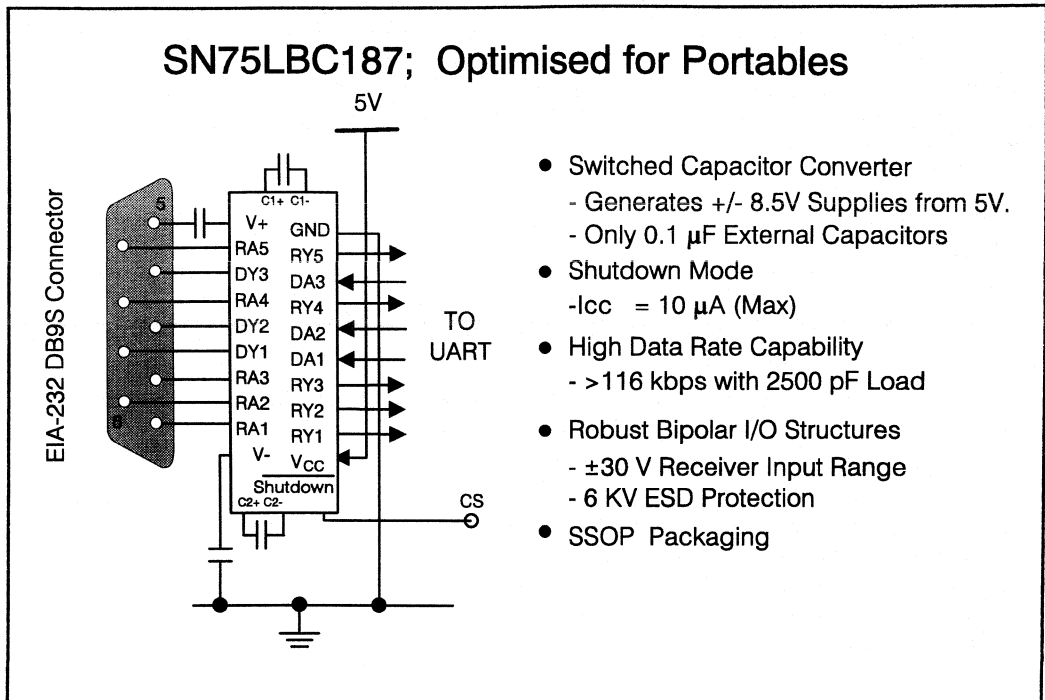 SN75LBC187; Optimised for Portables
5V
EIA-232 DB9S Connector
5
6
C1+ C1-
V+
RA5
DY3
RA4
DY2
DY1
RA3
RA2
RA1
V-
GND
RY5
DA3
RY4
DA2
DA1
RY3
RY2
RY1
VCC
Shutdown
C2+ C2-
CS
TO
UART
● Switched Capacitor Converter
- Generates +/- 8.5V Supplies from 5V.
- Only 0.1 µF External Capacitors
● Shutdown Mode
-Icc = 10 µA (Max)
● High Data Rate Capability
- >116 kbps with 2500 pF Load
● Robust Bipolar I/O Structures
- ±30 V Receiver Input Range
- 6 KV ESD Protection
● SSOP Packaging